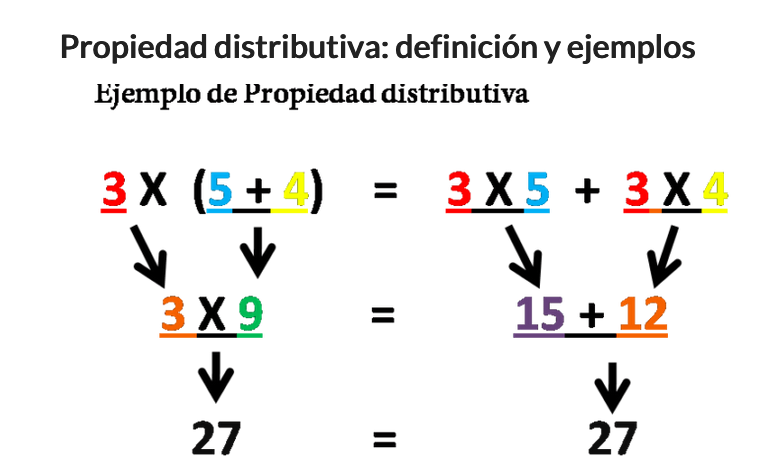 Propiedad distributiva: definición y ejemplos
Ejemplo de Propiedad distributiva
3 X (5 + 4) = 3 X 5 + 3 X 4
3 X 9 = 15 + 12
27 = 27